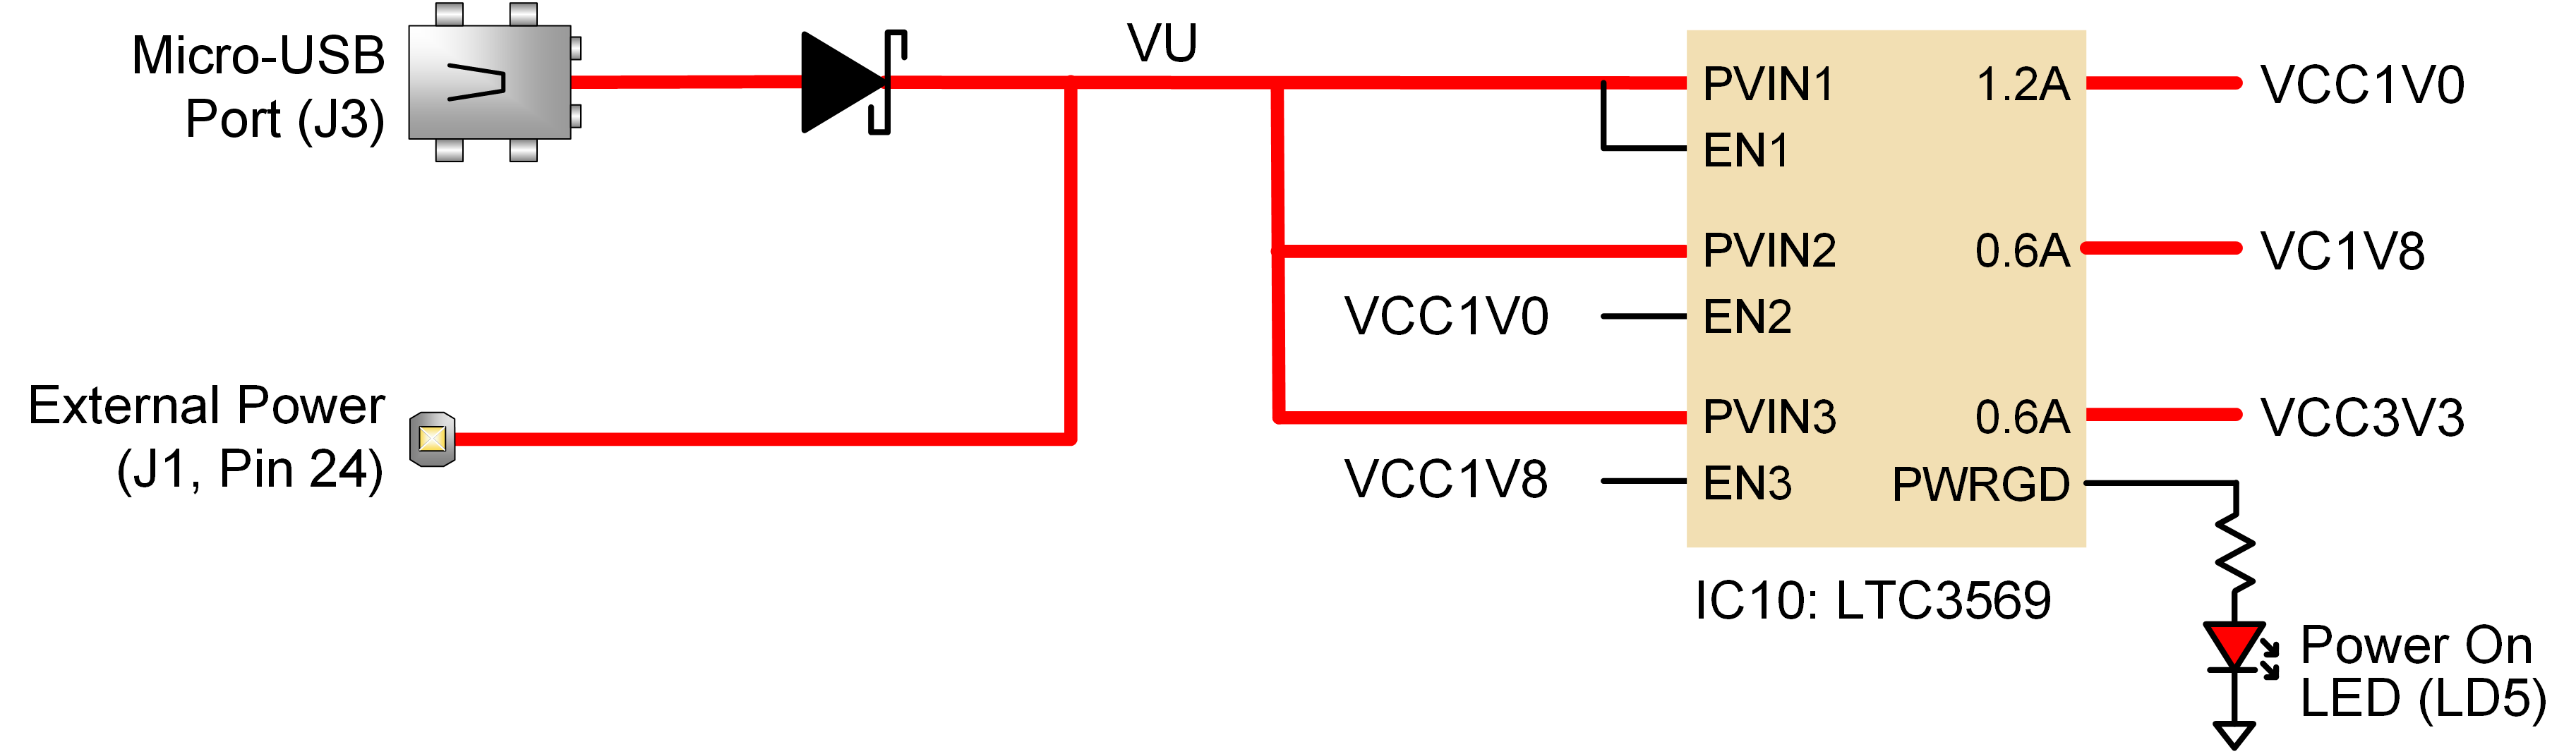 Micro-USB
Port (J3)
VU
PVIN1 1.2A VCC1V0
EN1
PVIN2 0.6A VC1V8
VCC1V0 EN2
External Power
(J1, Pin 24)
PVIN3 0.6A VCC3V3
VCC1V8 EN3 PWRGD
IC10: LTC3569
Power On
LED (LD5)